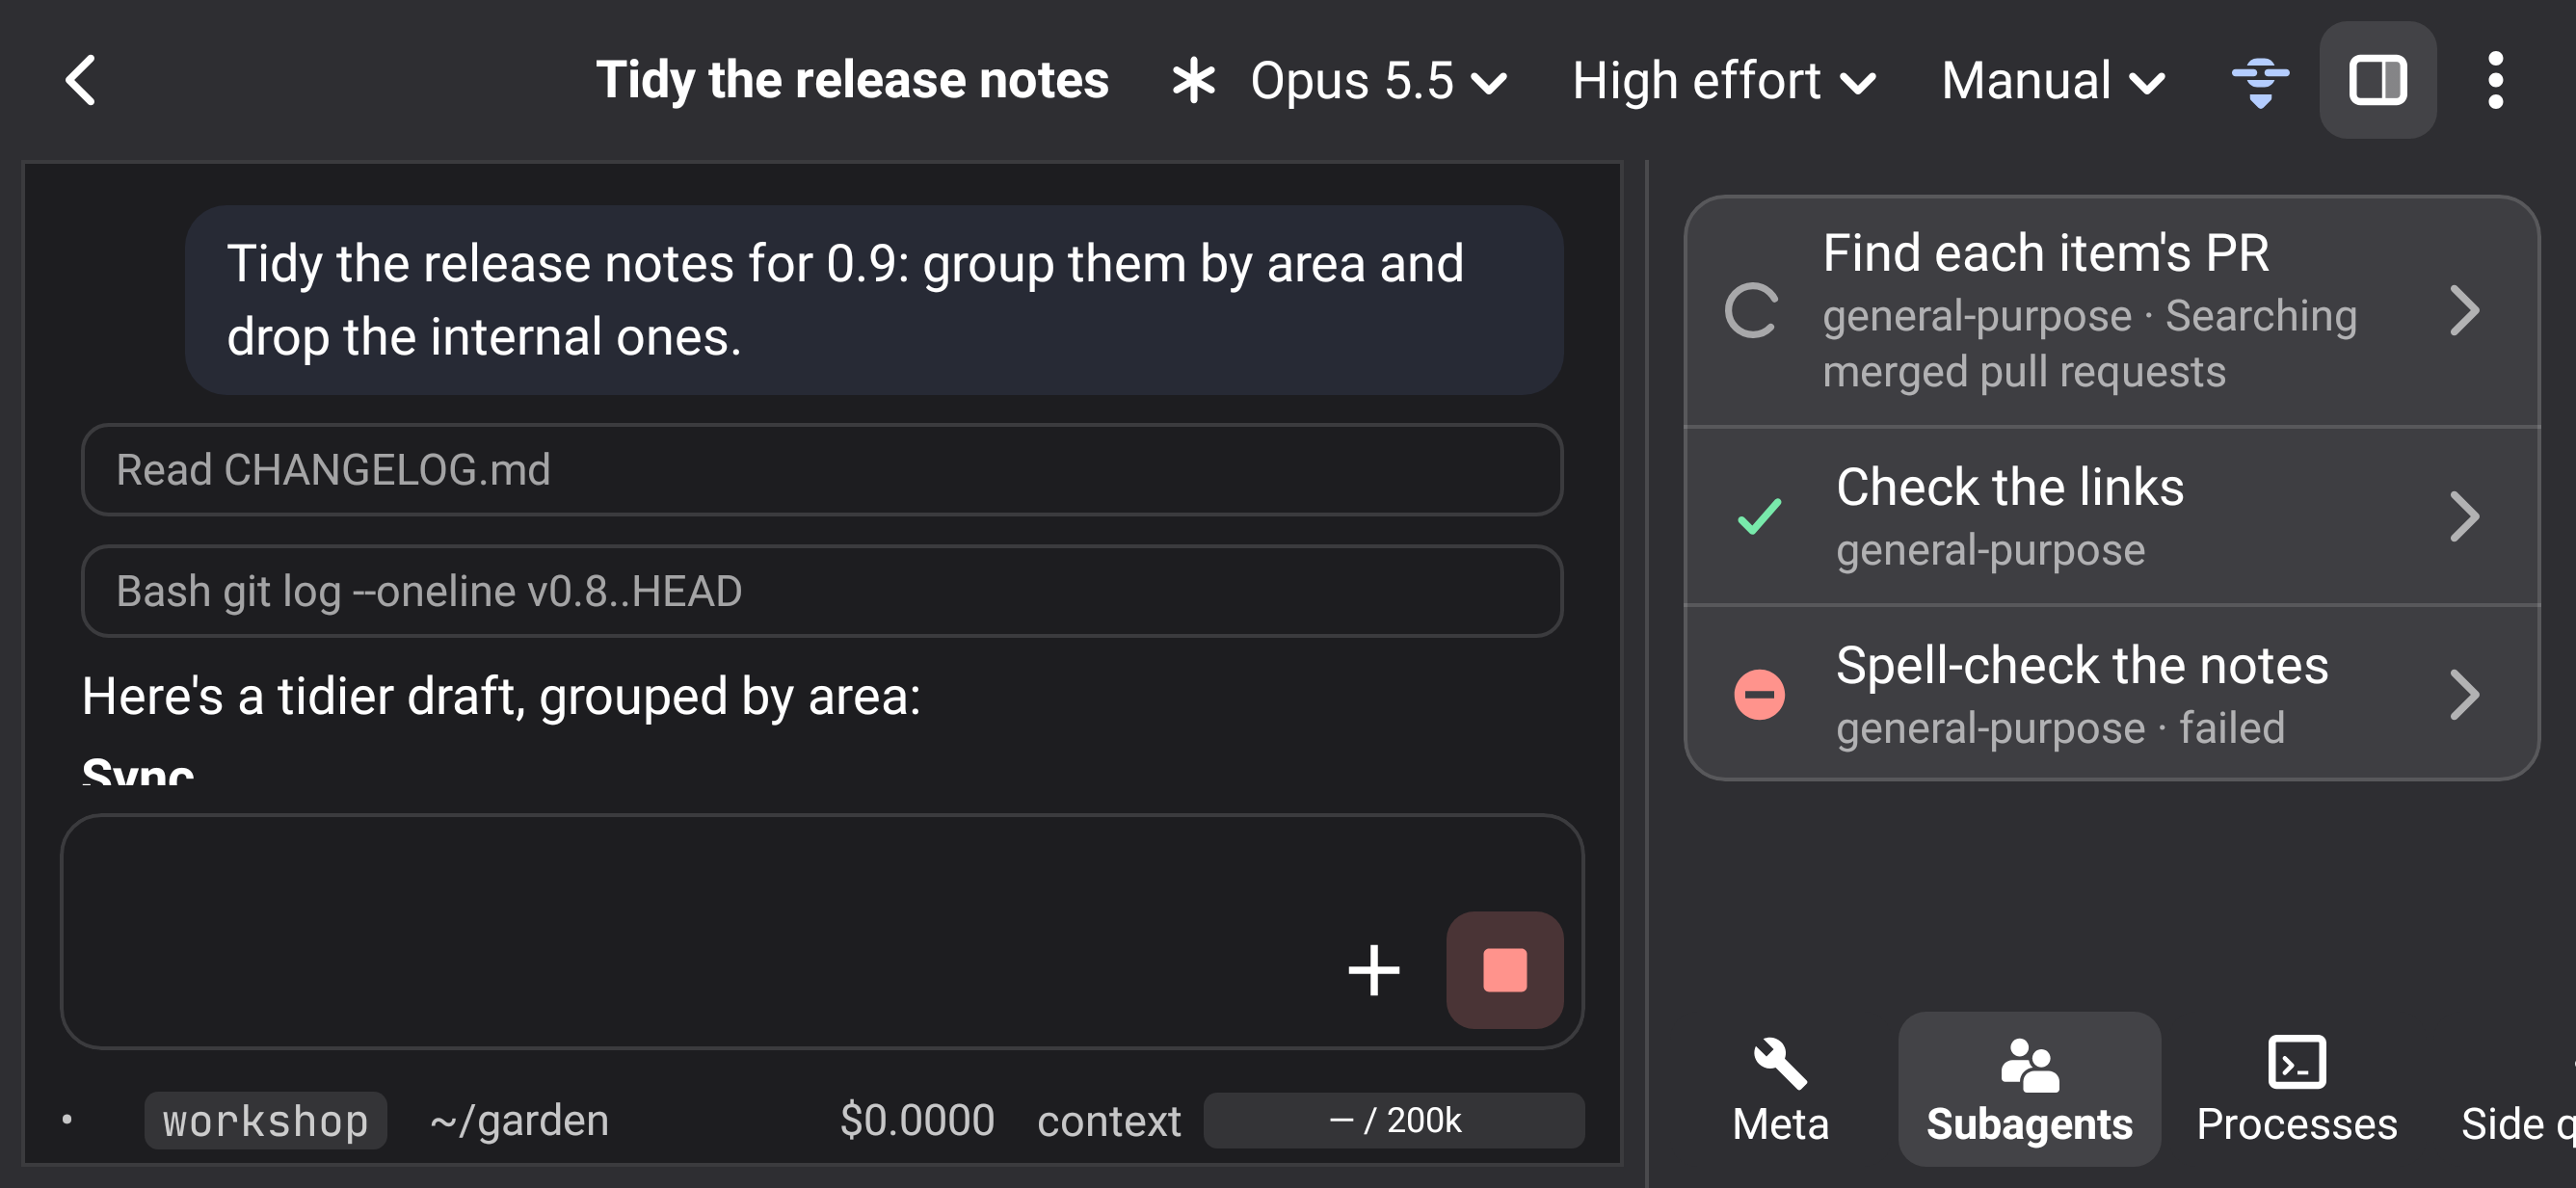 Tidy the release notes
Opus 5.5
High effort
Manual
Tidy the release notes for 0.9: group them by area and
drop the internal ones.
Read CHANGELOG.md
Bash git log --oneline v0.8..HEAD
Here's a tidier draft, grouped by area:
Sync
workshop ~/garden $0.0000 context — / 200k
Find each item's PR
general-purpose · Searching
merged pull requests
Check the links
general-purpose
Spell-check the notes
general-purpose · failed
Meta
Subagents
Processes
Side